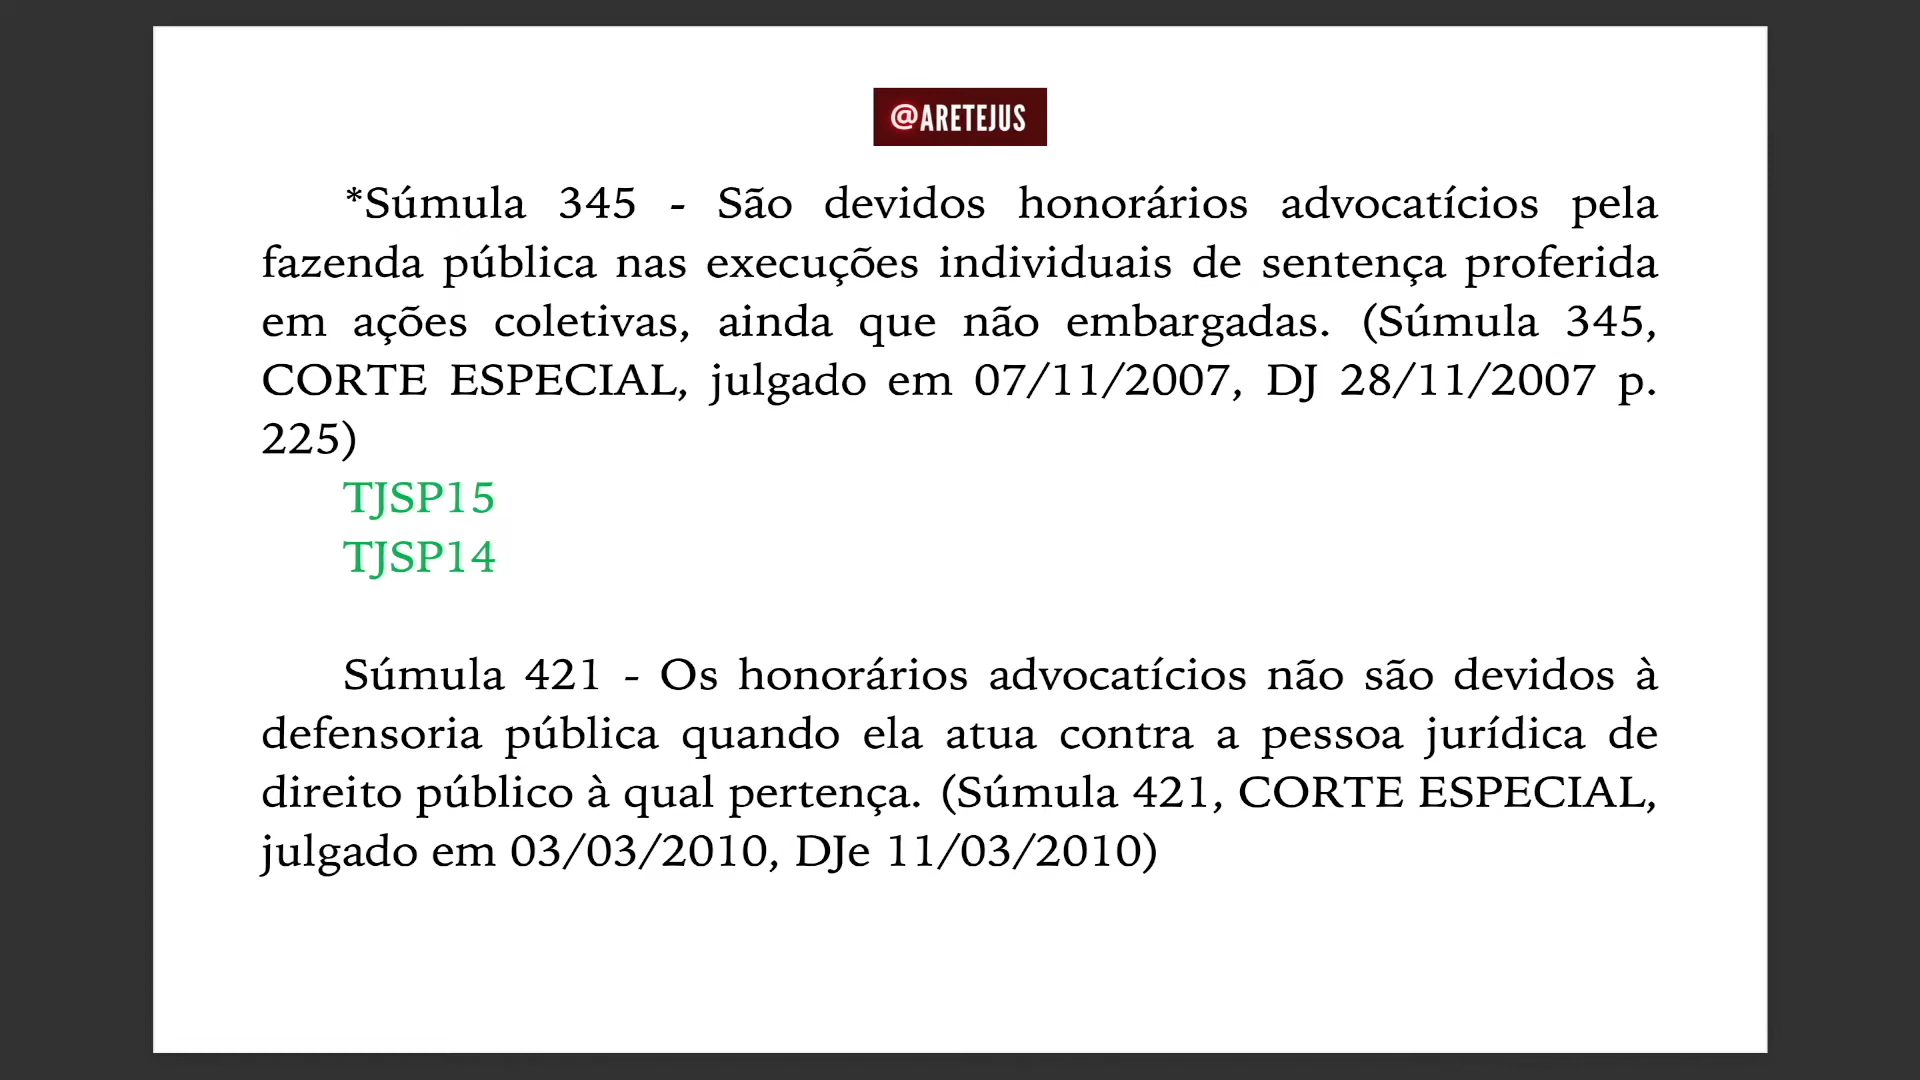 @ARETEJUS
*Súmula 345 - São devidos honorários advocatícios pela
fazenda pública nas execuções individuais de sentença proferida
em ações coletivas, ainda que não embargadas. (Súmula 345,
CORTE ESPECIAL, julgado em 07/11/2007, DJ 28/11/2007 p.
225)
TJSP15
TJSP14
Súmula 421 - Os honorários advocatícios não são devidos à
defensoria pública quando ela atua contra a pessoa jurídica de
direito público à qual pertença. (Súmula 421, CORTE ESPECIAL,
julgado em 03/03/2010, DJe 11/03/2010)